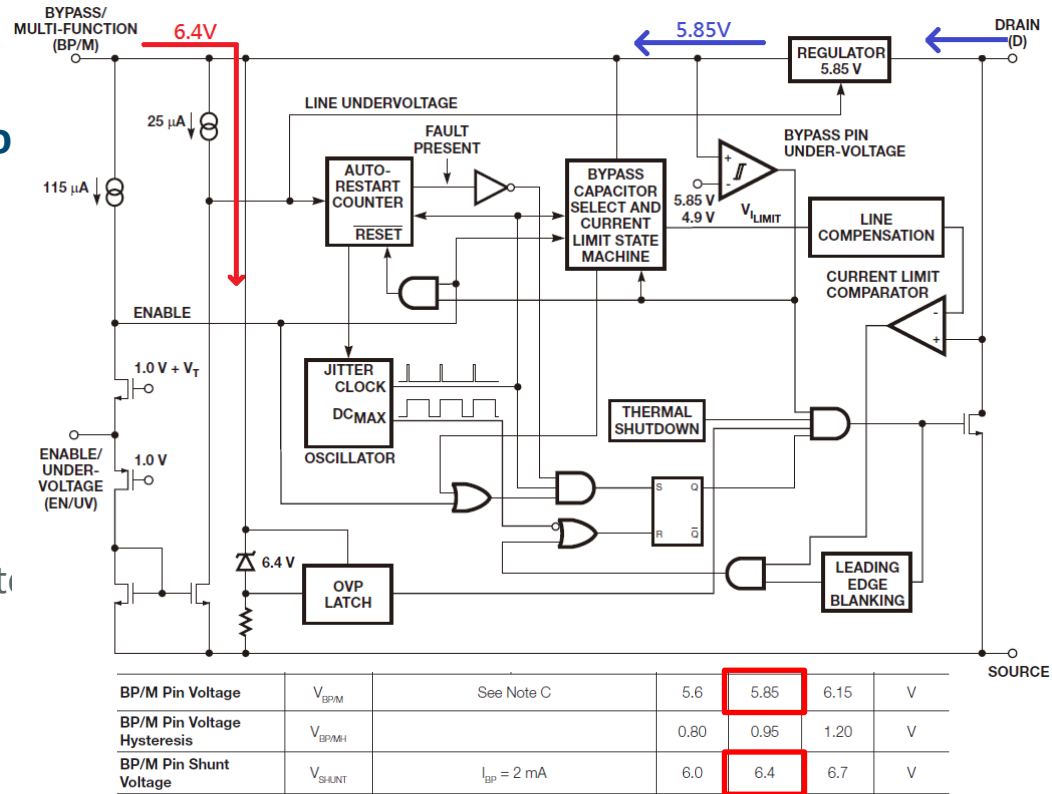 BYPASS/
MULTI-FUNCTION
(BP/M)
6.4V
5.85V
DRAIN
(D)
REGULATOR
5.85 V
LINE UNDERVOLTAGE
25 µA
115 µA
FAULT
PRESENT
AUTO-
RESTART
COUNTER
RESET
BYPASS
CAPACITOR
SELECT AND
CURRENT
LIMIT STATE
MACHINE
BYPASS PIN
UNDER-VOLTAGE
+
-
5.85 V
4.9 V
VILIMIT
LINE
COMPENSATION
CURRENT LIMIT
COMPARATOR
-
+
ENABLE
1.0 V + VT
JITTER
CLOCK
DCMAX
OSCILLATOR
THERMAL
SHUTDOWN
ENABLE/
UNDER-
VOLTAGE
(EN/UV)
1.0 V
S Q
R Q
6.4 V
OVP
LATCH
LEADING
EDGE
BLANKING
SOURCE
BP/M Pin Voltage VBP/M See Note C 5.6 5.85 6.15 V
BP/M Pin Voltage
Hysteresis VBP/MH 0.80 0.95 1.20 V
BP/M Pin Shunt
Voltage VSHUNT IBP = 2 mA 6.0 6.4 6.7 V